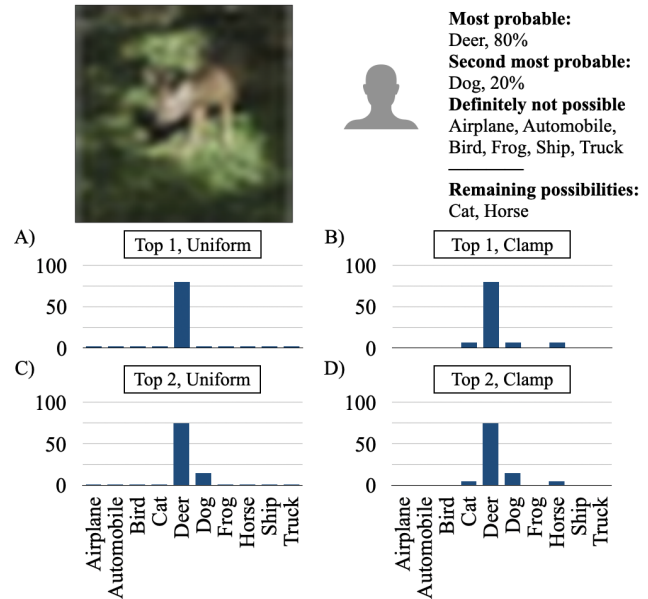 Most probable:
Deer, 80%
Second most probable:
Dog, 20%
Definitely not possible
Airplane, Automobile,
Bird, Frog, Ship, Truck
Remaining possibilities:
Cat, Horse
A)
Top 1, Uniform
100
50
0
B)
Top 1, Clamp
100
50
0
C)
Top 2, Uniform
100
50
0
Airplane
Automobile
Bird
Cat
Deer
Dog
Frog
Horse
Ship
Truck
D)
Top 2, Clamp
100
50
0
Airplane
Automobile
Bird
Cat
Deer
Dog
Frog
Horse
Ship
Truck